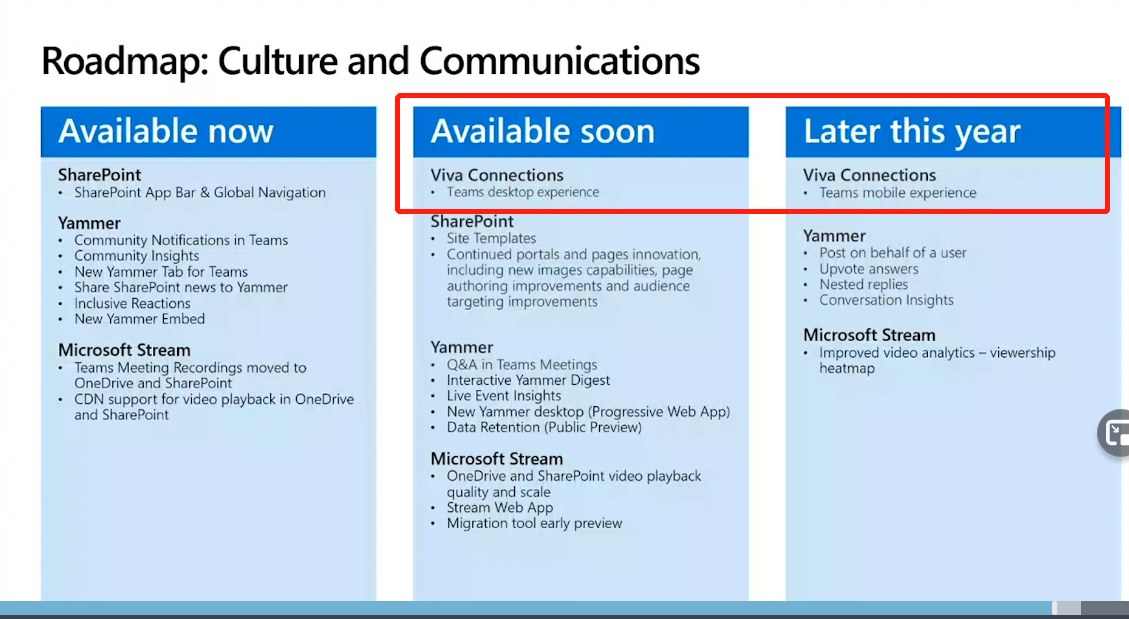 Roadmap: Culture and Communications
Available now
SharePoint
• SharePoint App Bar & Global Navigation
Yammer
• Community Notifications in Teams
• Community Insights
• New Yammer Tab for Teams
• Share SharePoint news to Yammer
• Inclusive Reactions
• New Yammer Embed
Microsoft Stream
• Teams Meeting Recordings moved to
OneDrive and SharePoint
• CDN support for video playback in OneDrive
and SharePoint
Available soon
Viva Connections
• Teams desktop experience
SharePoint
• Site Templates
• Continued portals and pages innovation,
including new images capabilities, page
authoring improvements and audience
targeting improvements
Yammer
• Q&A in Teams Meetings
• Interactive Yammer Digest
• Live Event Insights
• New Yammer desktop (Progressive Web App)
• Data Retention (Public Preview)
Microsoft Stream
• OneDrive and SharePoint video playback
quality and scale
• Stream Web App
• Migration tool early preview
Later this year
Viva Connections
• Teams mobile experience
Yammer
• Post on behalf of a user
• Upvote answers
• Nested replies
• Conversation Insights
Microsoft Stream
• Improved video analytics – viewership
heatmap